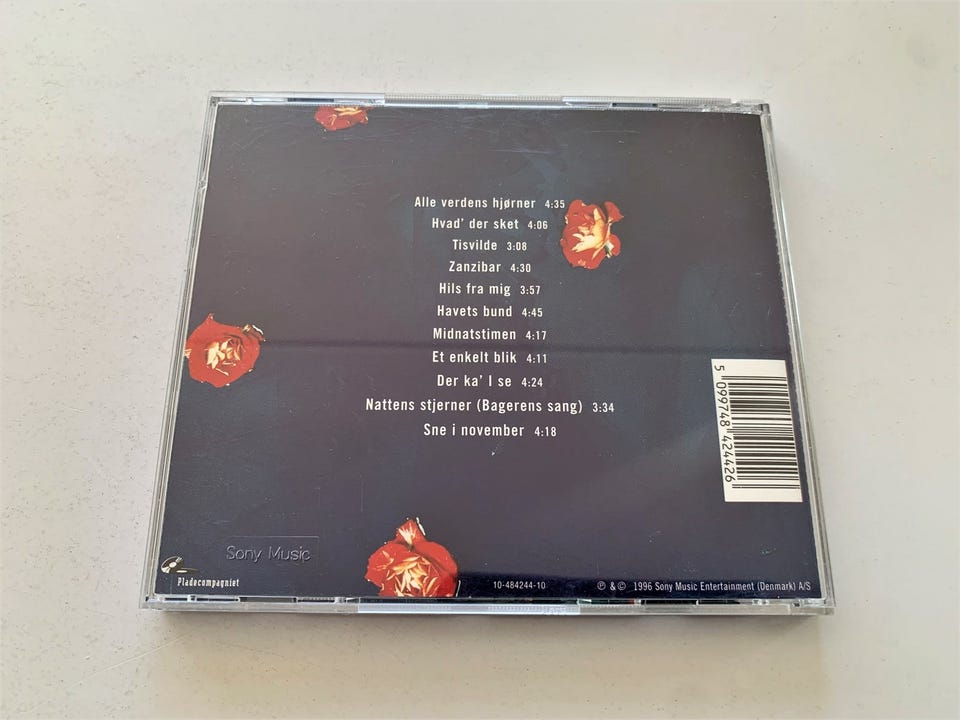 Alle verdens hjørner 4:35
Hvad' der sket 4:06
Tisvilde 3:08
Zanzibar 4:30
Hils fra mig 3:57
Havets bund 4:45
Midnatstimen 4:17
Et enkelt blik 4:11
Der ka' I se 4:24
Nattens stjerner (Bagerens sang) 3:34
Sne i november 4:18
5 099748 424426
Sony Music
Pladecompagniet
10-484244-10
℗ & © 1996 Sony Music Entertainment (Denmark) A/S